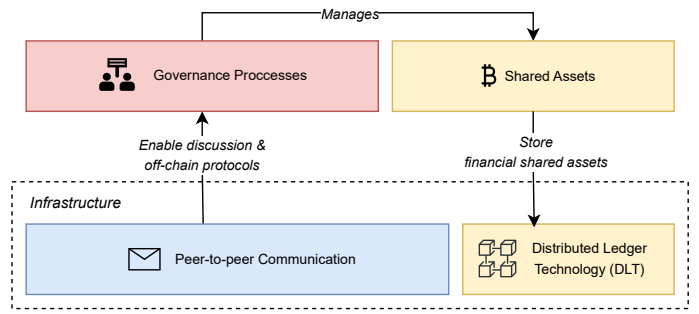 Manages
Governance Proccesses
Shared Assets
Enable discussion &
off-chain protocols
Store
financial shared assets
Infrastructure
Peer-to-peer Communication
Distributed Ledger
Technology (DLT)